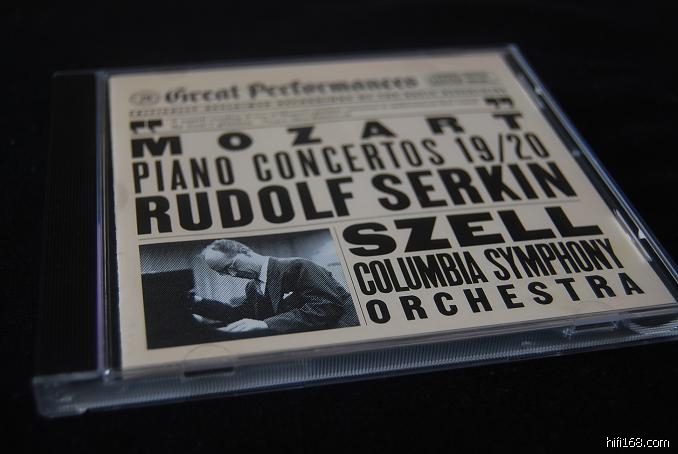 Great Performances
"MOZART"
PIANO CONCERTOS 19/20
RUDOLF SERKIN
SZELL
COLUMBIA SYMPHONY
ORCHESTRA
hifi168.com